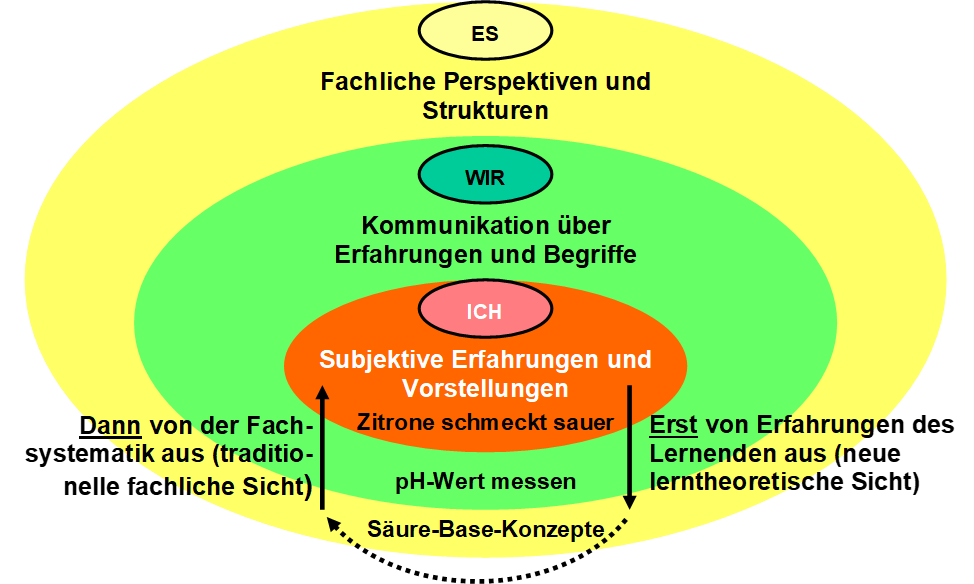 ES
Fachliche Perspektiven und
Strukturen
WIR
Kommunikation über
Erfahrungen und Begriffe
ICH
Subjektive Erfahrungen und
Vorstellungen
Zitrone schmeckt sauer
Dann von der Fach-
systematik aus (traditio-
nelle fachliche Sicht)
Erst von Erfahrungen des
Lernenden aus (neue
lerntheoretische Sicht)
pH-Wert messen
Säure-Base-Konzepte